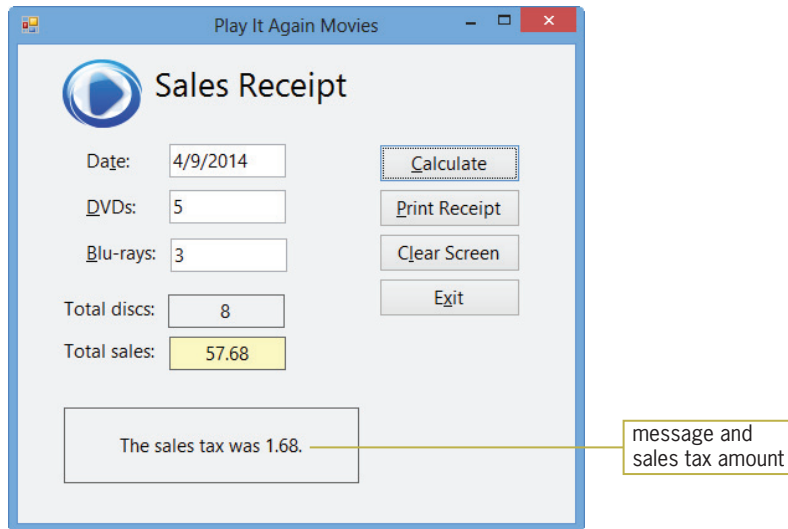 Play It Again Movies
Sales Receipt
Date: 4/9/2014
Calculate
DVDs: 5
Print Receipt
Blu-rays: 3
Clear Screen
Total discs: 8
Exit
Total sales: 57.68
The sales tax was 1.68.
message and
sales tax amount